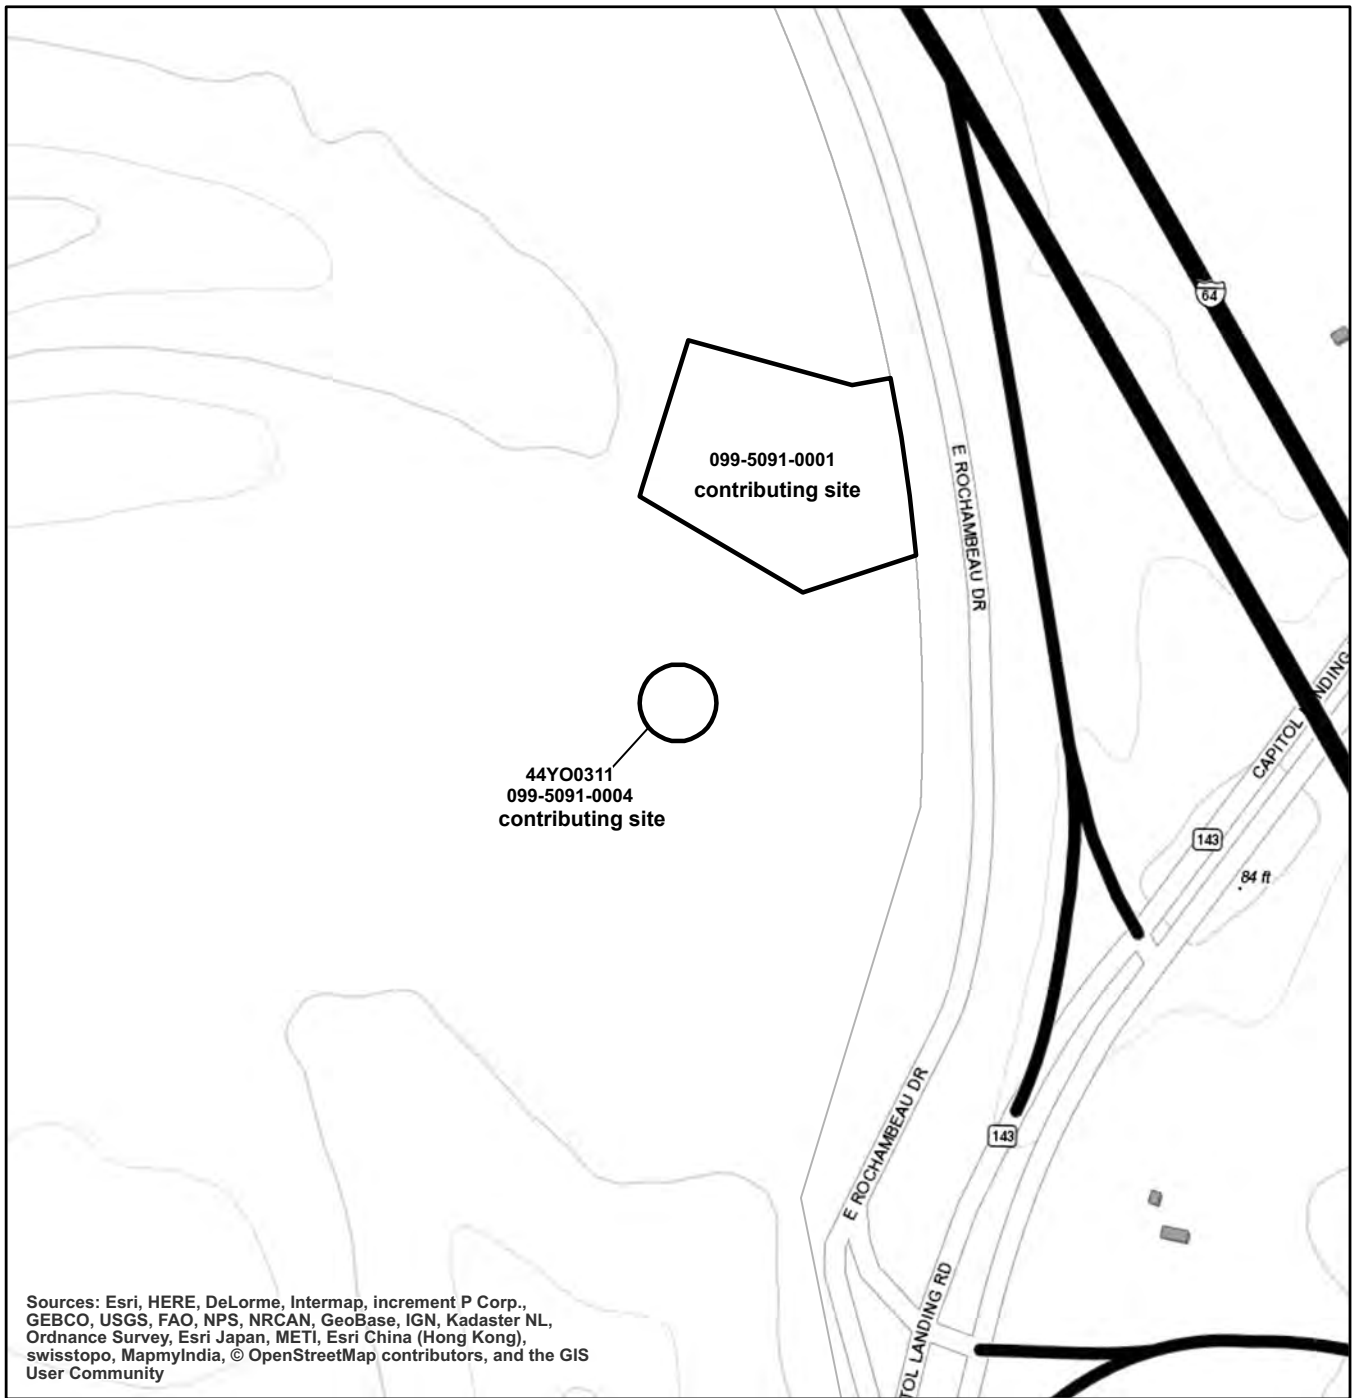 64
099-5091-0001
contributing site
E ROCHAMBEAU DR
44YO0311
099-5091-0004
contributing site
CAPITOL
NDING
143
84 ft
E ROCHAMBEAU DR
143
TOL LANDING RD
Sources: Esri, HERE, DeLorme, Intermap, increment P Corp.,
GEBCO, USGS, FAO, NPS, NRCAN, GeoBase, IGN, Kadaster NL,
Ordnance Survey, Esri Japan, METI, Esri China (Hong Kong),
swisstopo, MapmyIndia, © OpenStreetMap contributors, and the GIS
User Community